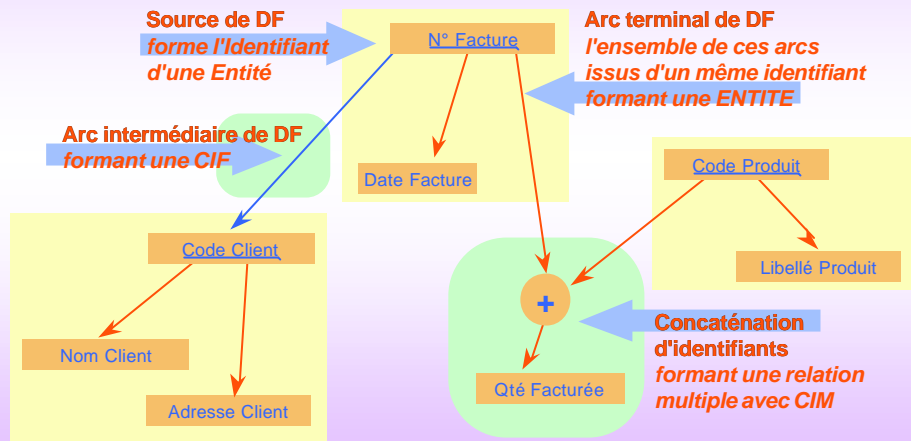 Source de DF
forme l'Identifiant
d'une Entité
N° Facture
Arc terminal de DF
l'ensemble de ces arcs
issus d'un même identifiant
formant une ENTITE
Arc intermédiaire de DF
formant une CIF
Date Facture
Code Produit
Code Client
Libellé Produit
+
Concaténation
d'identifiants
formant une relation
multiple avec CIM
Nom Client
Qté Facturée
Adresse Client